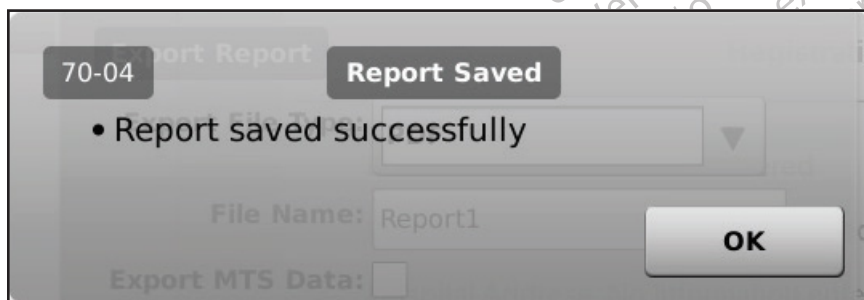 Export Report
70-04 Report Saved
• Report saved successfully
Export File Type:
File Name: Report1
OK
Export MTS Data: